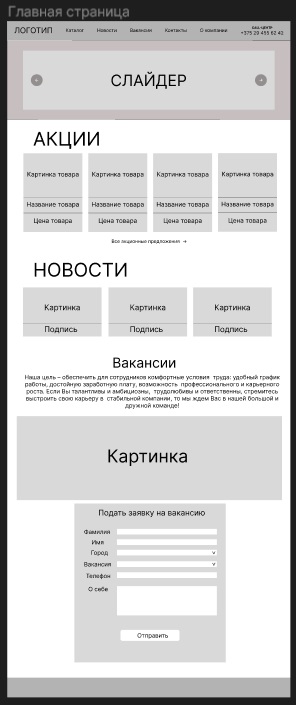 Главная страница
ЛОГОТИП Каталог Новости Вакансии Контакты О компании колл-центр
+375 29 455 62 42
СЛАЙДЕР
АКЦИИ
Картинка товара Картинка товара Картинка товара Картинка товара
Название товара Название товара Название товара Название товара
Цена товара Цена товара Цена товара Цена товара
Все акционные предложения →
НОВОСТИ
Картинка Картинка Картинка
Подпись Подпись Подпись
Вакансии
Наша цель – обеспечить для сотрудников комфортные условия труда: удобный график
работы, достойную заработную плату, возможность профессионального и карьерного
роста. Если Вы талантливы и амбициозны, трудолюбивы и ответственны, стремитесь
выстроить свою карьеру в стабильной компании, то мы ждем Вас в нашей большой и
дружной команде!
Картинка
Подать заявку на вакансию
Фамилия
Имя
Город
Вакансия
Телефон
О себе
Отправить